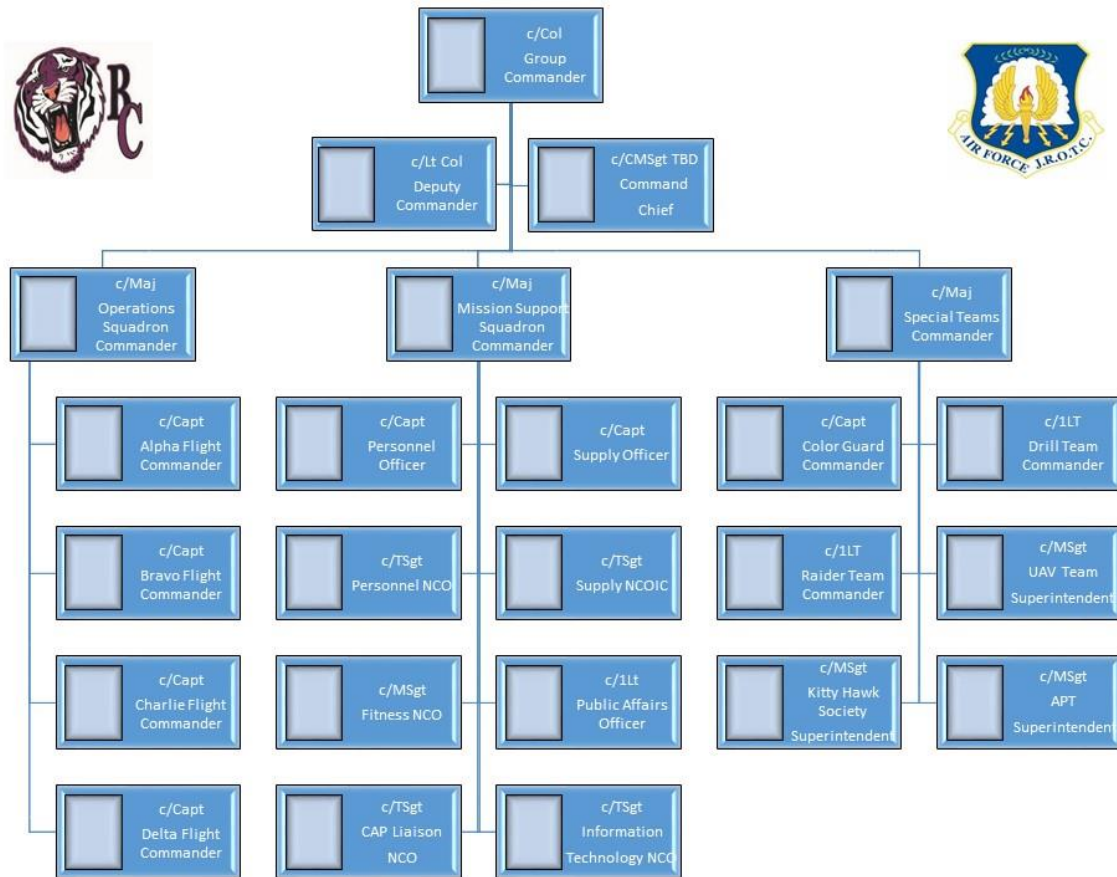 c/Col
Group
Commander
BC
AIR FORCE J.R.O.T.C.
c/Lt Col
Deputy
Commander
c/CMSgt TBD
Command
Chief
c/Maj
Operations
Squadron
Commander
c/Maj
Mission Support
Squadron
Commander
c/Maj
Special Teams
Commander
c/Capt
Alpha Flight
Commander
c/Capt
Personnel
Officer
c/Capt
Supply Officer
c/Capt
Color Guard
Commander
c/1LT
Drill Team
Commander
c/Capt
Bravo Flight
Commander
c/TSgt
Personnel NCO
c/TSgt
Supply NCOIC
c/1LT
Raider Team
Commander
c/MSgt
UAV Team
Superintendent
c/Capt
Charlie Flight
Commander
c/MSgt
Fitness NCO
c/1Lt
Public Affairs
Officer
c/MSgt
Kitty Hawk
Society
Superintendent
c/MSgt
APT
Superintendent
c/Capt
Delta Flight
Commander
c/TSgt
CAP Liaison
NCO
c/TSgt
Information
Technology NCO